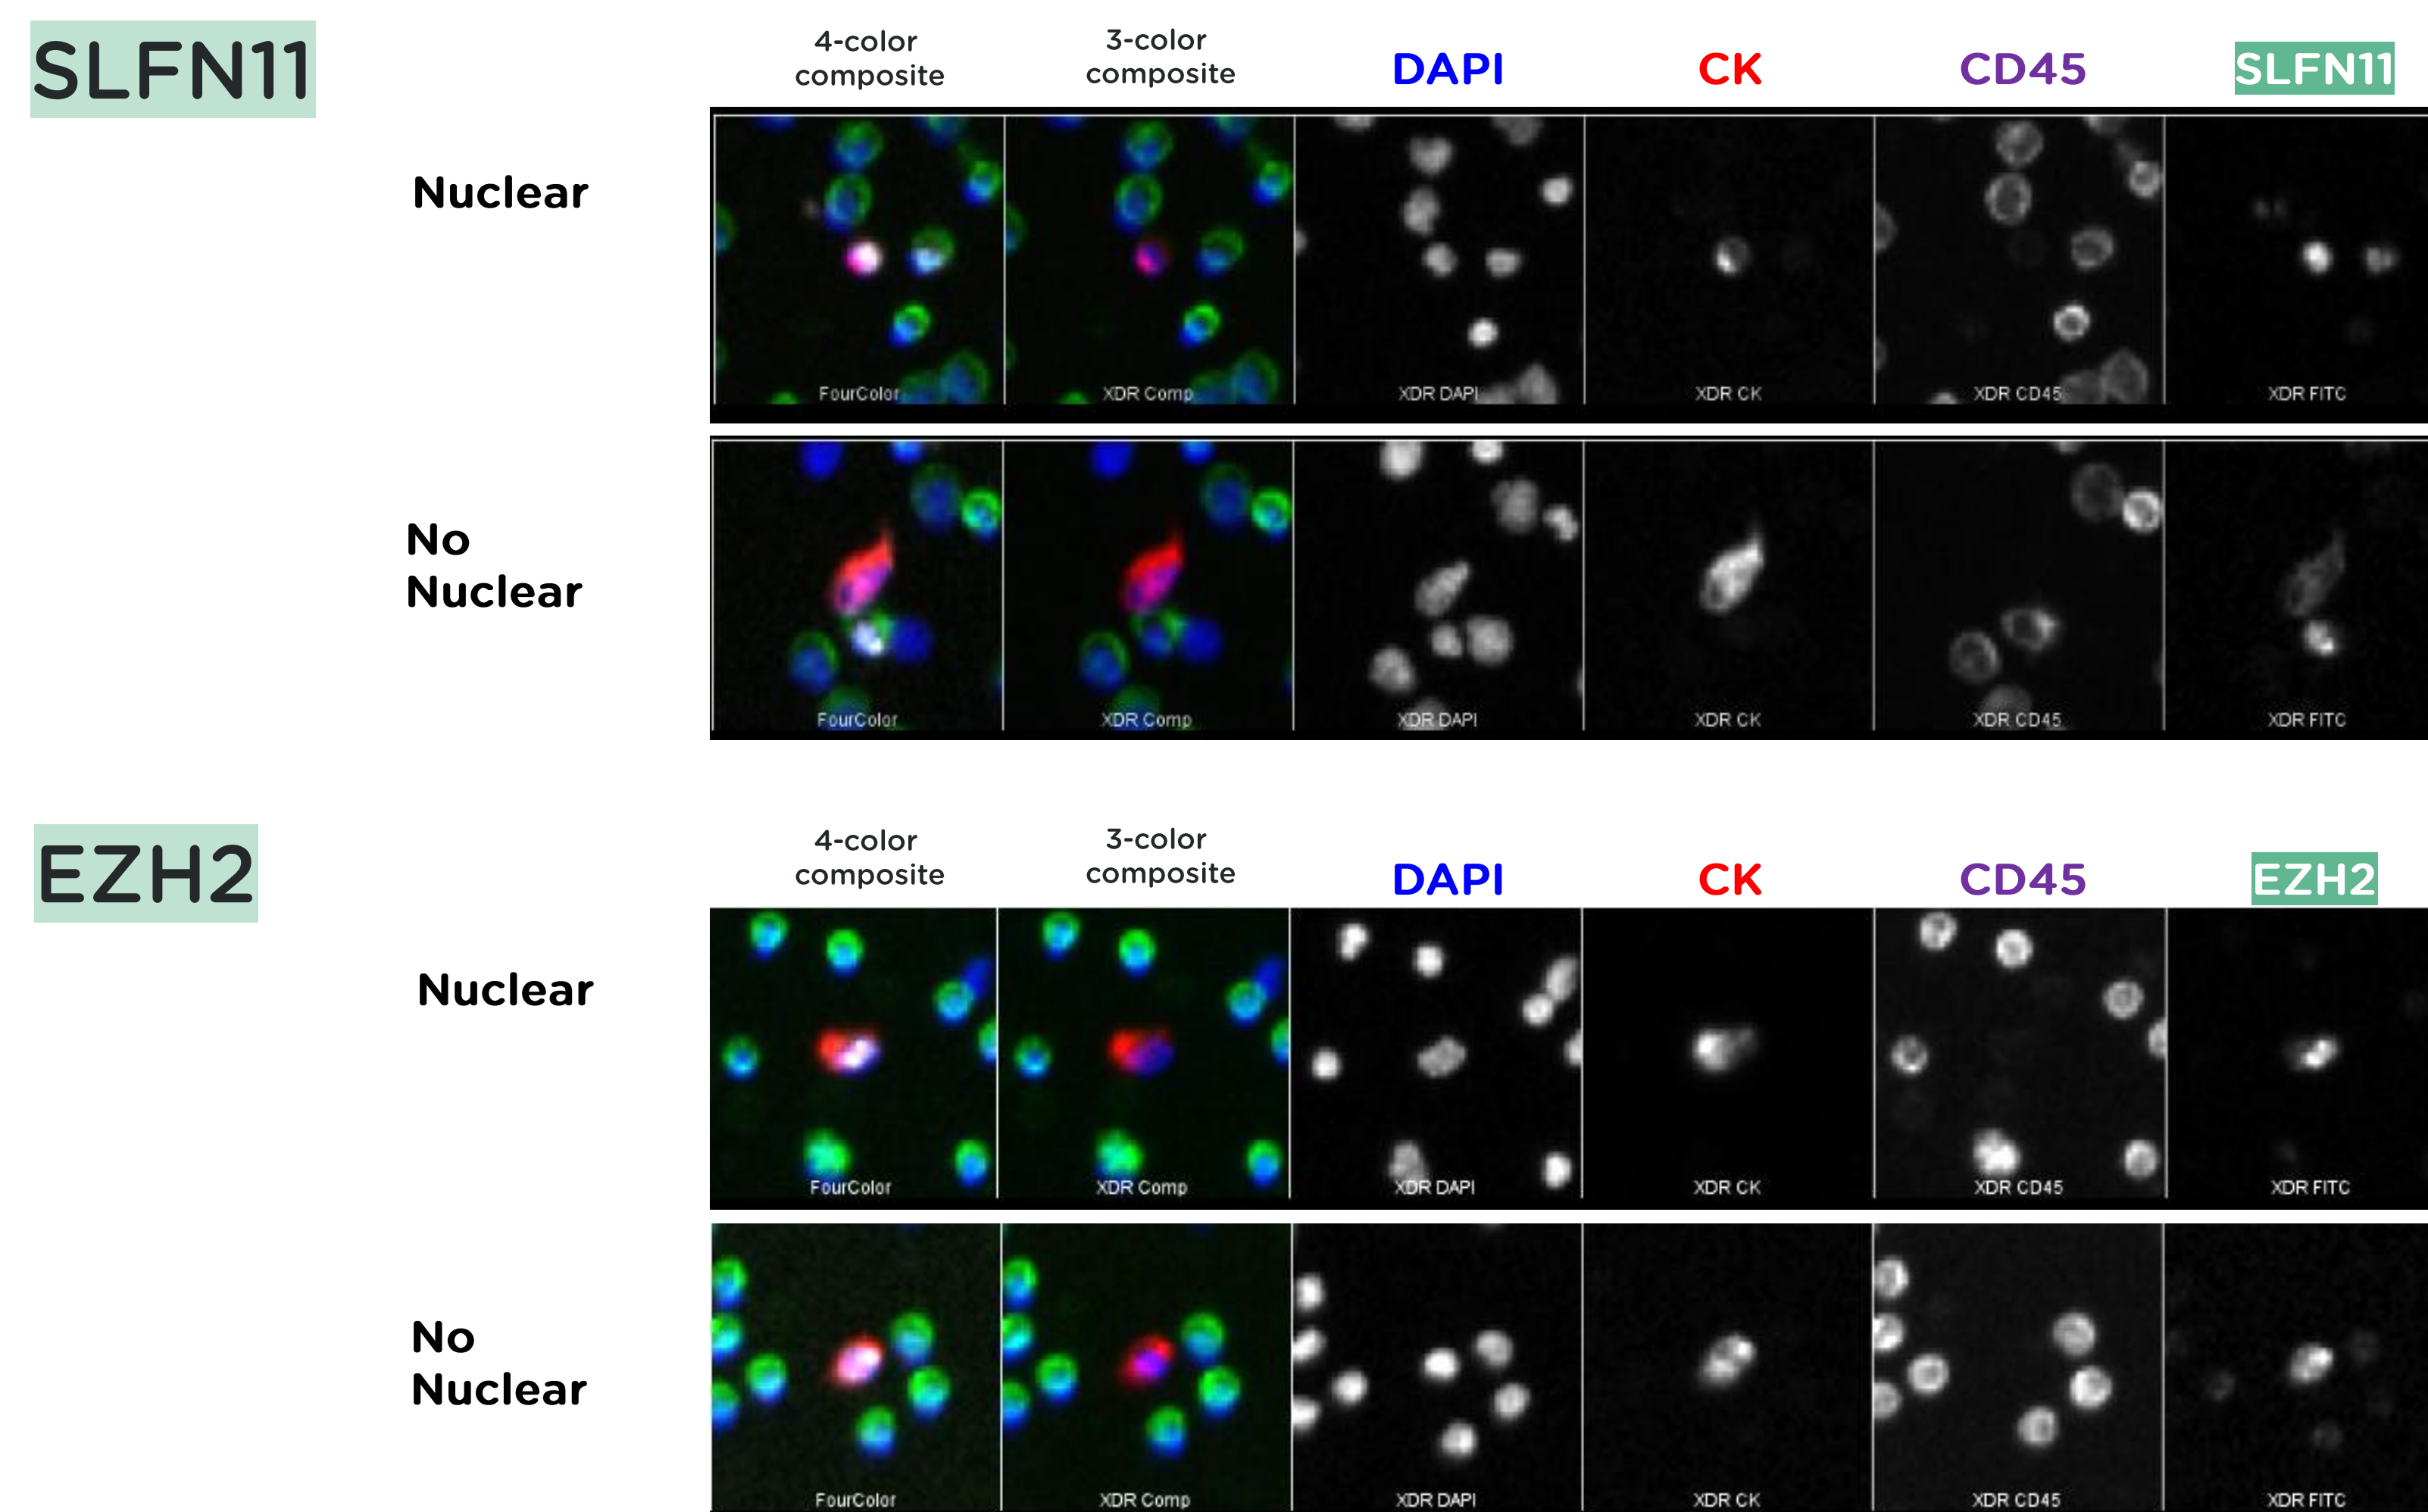 SLFN11
4-color
composite
3-color
composite
DAPI
CK
CD45
SLFN11
Nuclear
FourColor
XDR Comp
XDR DAPI
XDR CK
XDR CD45
XDR FITC
No
Nuclear
FourColor
XDR Comp
XDR DAPI
XDR CK
XDR CD45
XDR FITC
EZH2
4-color
composite
3-color
composite
DAPI
CK
CD45
EZH2
Nuclear
FourColor
XDR Comp
XDR DAPI
XDR CK
XDR CD45
XDR FITC
No
Nuclear
FourColor
XDR Comp
XDR DAPI
XDR CK
XDR CD45
XDR FITC